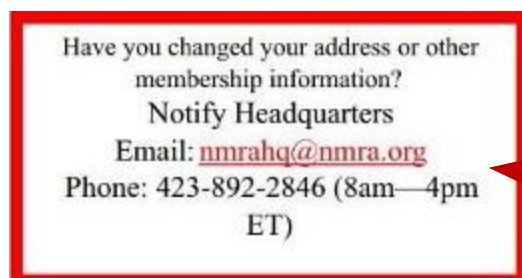 Have you changed your address or other
membership information?
Notify Headquarters
Email: nmrahq@nmra.org
Phone: 423-892-2846 (8am—4pm
ET)